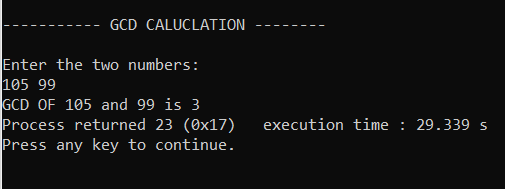 ----------- GCD CALUCLATION --------
Enter the two numbers:
105 99
GCD OF 105 and 99 is 3
Process returned 23 (0x17)   execution time : 29.339 s
Press any key to continue.